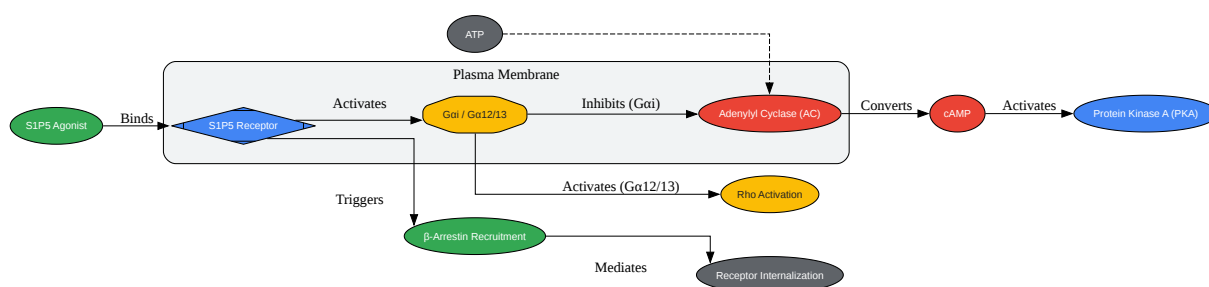 ATP
Plasma Membrane
S1P5 Agonist
Binds
S1P5 Receptor
Activates
Gαi / Gα12/13
Inhibits (Gαi)
Adenylyl Cyclase (AC)
Converts
cAMP
Activates
Protein Kinase A (PKA)
Activates (Gα12/13)
Rho Activation
Triggers
β-Arrestin Recruitment
Mediates
Receptor Internalization